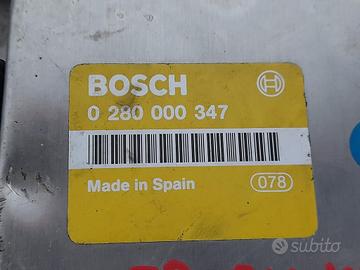 BOSCH
0 280 000 347
Made in Spain 078
subito